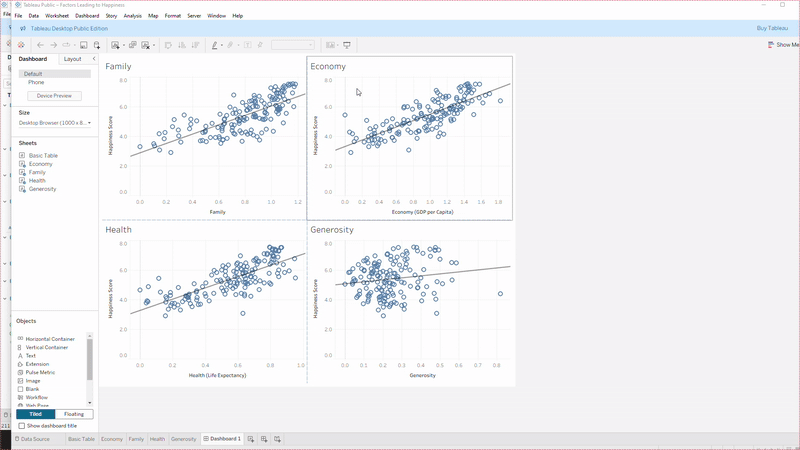 Tableau Public - Factors Leading to Happiness
File Data Worksheet Dashboard Story Analysis Map Format Server Window Help
Tableau Desktop Public Edition
Buy Tableau
Show Me
Dashboard Layout
Default
Phone
Device Preview
Size
Desktop Browser (1000 x 8...
Sheets
Basic Table
Economy
Family
Health
Generosity
Objects
Horizontal Container
Vertical Container
Text
Extension
Pulse Metric
Image
Blank
Workflow
Web Page
Tiled Floating
Show dashboard title
Family
Happiness Score
8.0
6.0
4.0
2.0
0.0
0.0 0.2 0.4 0.6 0.8 1.0 1.2
Family
Economy
Happiness Score
8.0
6.0
4.0
2.0
0.0
0.0 0.2 0.4 0.6 0.8 1.0 1.2 1.4 1.6 1.8
Economy (GDP per Capita)
Health
Happiness Score
8.0
6.0
4.0
2.0
0.0
0.0 0.2 0.4 0.6 0.8 1.0
Health (Life Expectancy)
Generosity
Happiness Score
8.0
6.0
4.0
2.0
0.0
0.0 0.1 0.2 0.3 0.4 0.5 0.6 0.7 0.8
Generosity
Data Source Basic Table Economy Family Health Generosity Dashboard 1